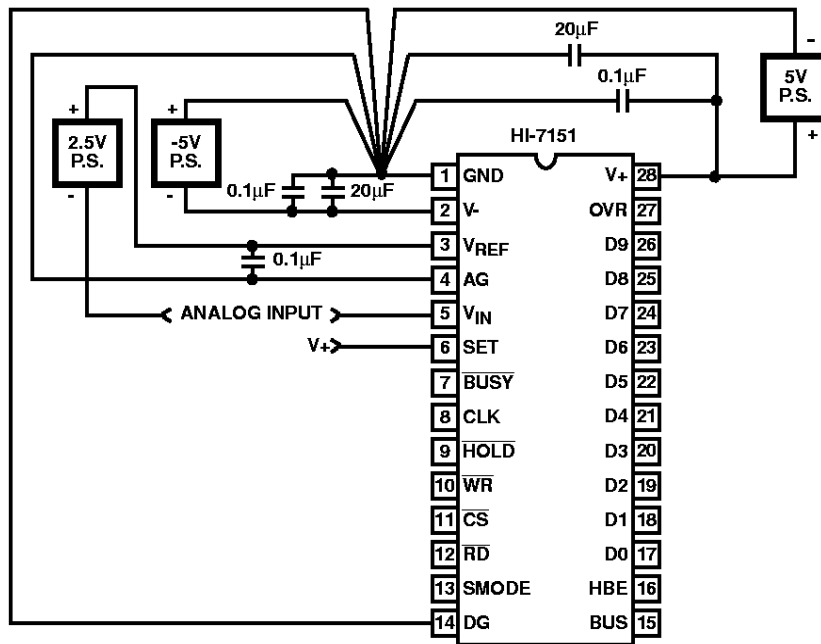 20μF
-
+
+
0.1μF
5V
P.S.
2.5V
P.S.
-5V
P.S.
HI-7151
+
-
-
0.1μF
20μF
1 GND
V+ 28
2 V-
OVR 27
3 VREF
D9 26
0.1μF
4 AG
D8 25
ANALOG INPUT
5 VIN
D7 24
V+
6 SET
D6 23
7 BUSY
D5 22
8 CLK
D4 21
9 HOLD
D3 20
10 WR
D2 19
11 CS
D1 18
12 RD
D0 17
13 SMODE
HBE 16
14 DG
BUS 15